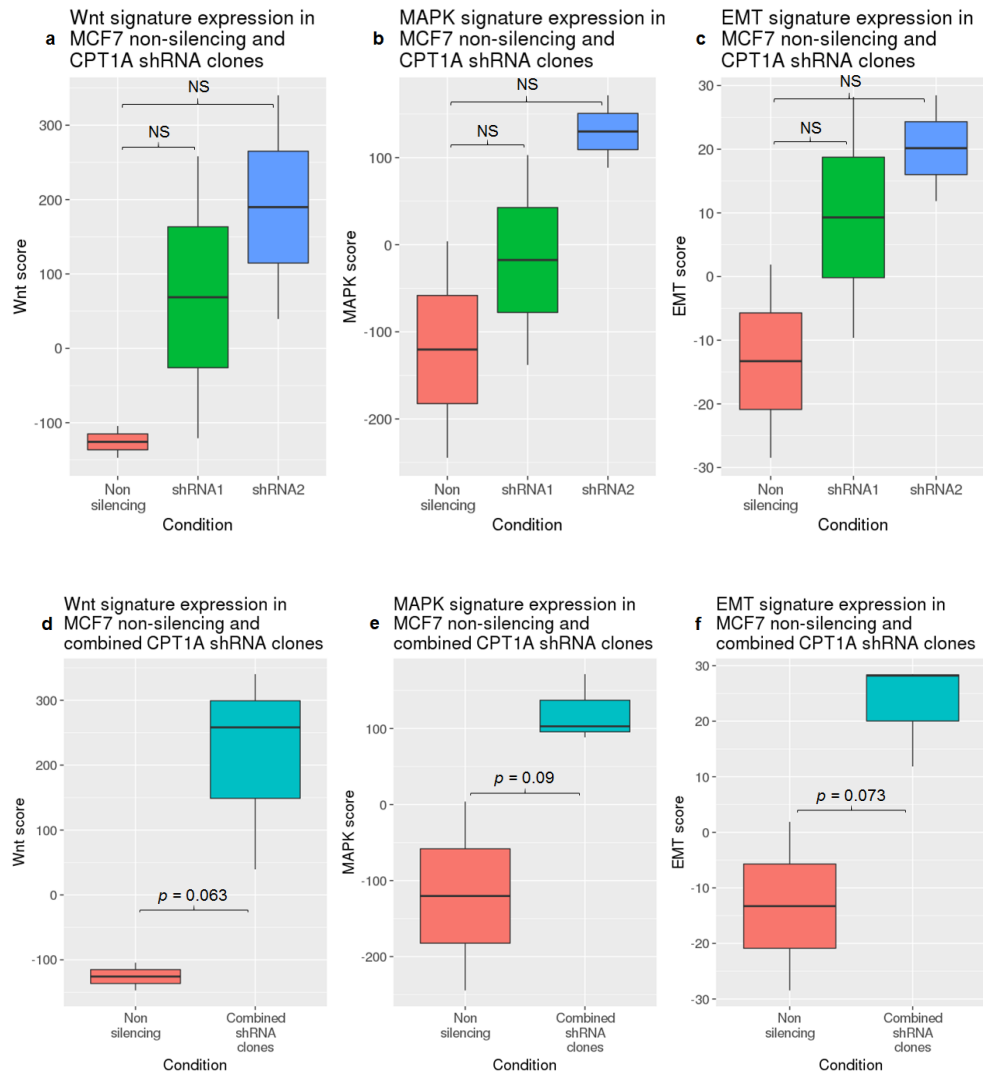 a
Wnt signature expression in
MCF7 non-silencing and
CPT1A shRNA clones
NS
NS
300
200
100
0
-100
Wnt score
Non
silencing
shRNA1
shRNA2
Condition
b
MAPK signature expression in
MCF7 non-silencing and
CPT1A shRNA clones
NS
NS
100
0
-100
-200
MAPK score
Non
silencing
shRNA1
shRNA2
Condition
c
EMT signature expression in
MCF7 non-silencing and
CPT1A shRNA clones
NS
NS
30
20
10
0
-10
-20
-30
EMT score
Non
silencing
shRNA1
shRNA2
Condition
d
Wnt signature expression in
MCF7 non-silencing and
combined CPT1A shRNA clones
300
200
100
0
-100
Wnt score
p = 0.063
Non
silencing
Combined
shRNA
clones
Condition
e
MAPK signature expression in
MCF7 non-silencing and
combined CPT1A shRNA clones
100
0
-100
-200
MAPK score
p = 0.09
Non
silencing
Combined
shRNA
clones
Condition
f
EMT signature expression in
MCF7 non-silencing and
combined CPT1A shRNA clones
30
20
10
0
-10
-20
-30
EMT score
p = 0.073
Non
silencing
Combined
shRNA
clones
Condition